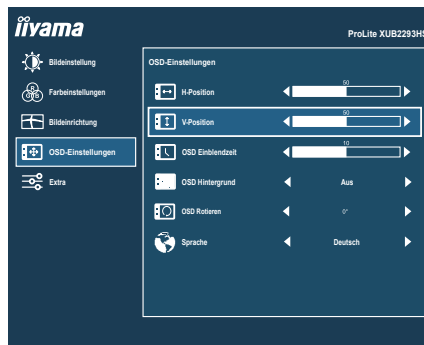 iiyama
ProLite XUB2293HS
Bildeinstellung
Farbeinstellungen
Bildeinrichtung
OSD-Einstellungen
Extra
OSD-Einstellungen
H-Position
50
V-Position
50
OSD Einblendzeit
10
OSD Hintergrund
Aus
OSD Rotieren
0°
Sprache
Deutsch